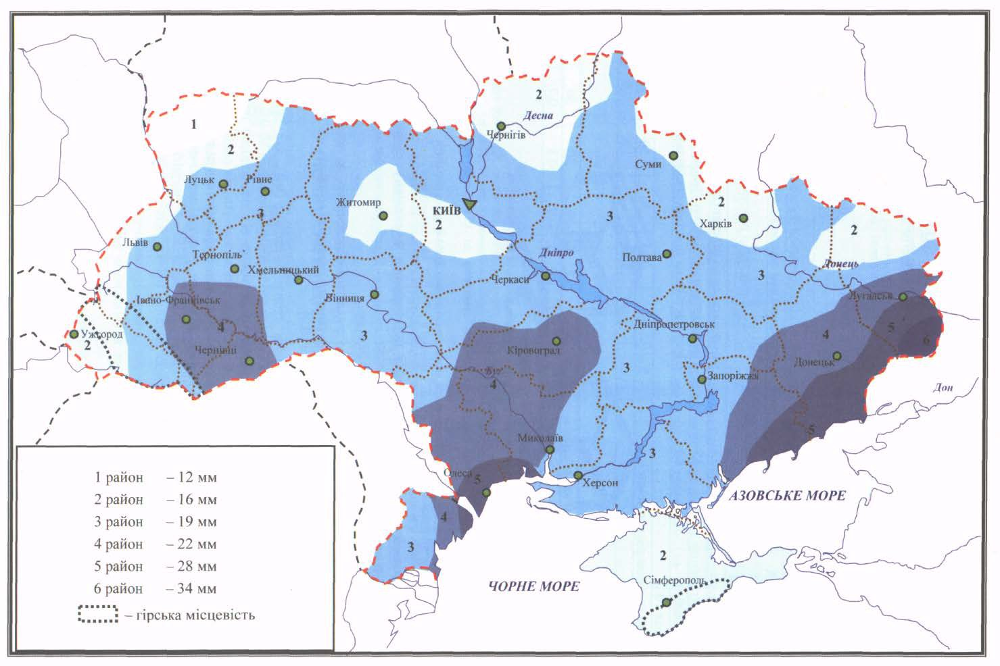 1
2
Десна
Чернігів
2
Суми
Луцьк
Рівне
3
Житомир
КИЇВ
2
3
2
Харків
2
Львів
Тернопіль
Хмельницький
Вінниця
Дніпро
Черкаси
Полтава
3
Донець
Івано-Франківськ
4
Чернівці
Ужгород
2
3
Кіровоград
Дніпропетровськ
3
Запоріжжя
Луганськ
4
5
6
Донецьк
Буг
4
Дон
5
Миколаїв
Одеса
5
Херсон
3
АЗОВСЬКЕ МОРЕ
4
3
2
Сімферополь
ЧОРНЕ МОРЕ
1 район – 12 мм
2 район – 16 мм
3 район – 19 мм
4 район – 22 мм
5 район – 28 мм
6 район – 34 мм
– гірська місцевість